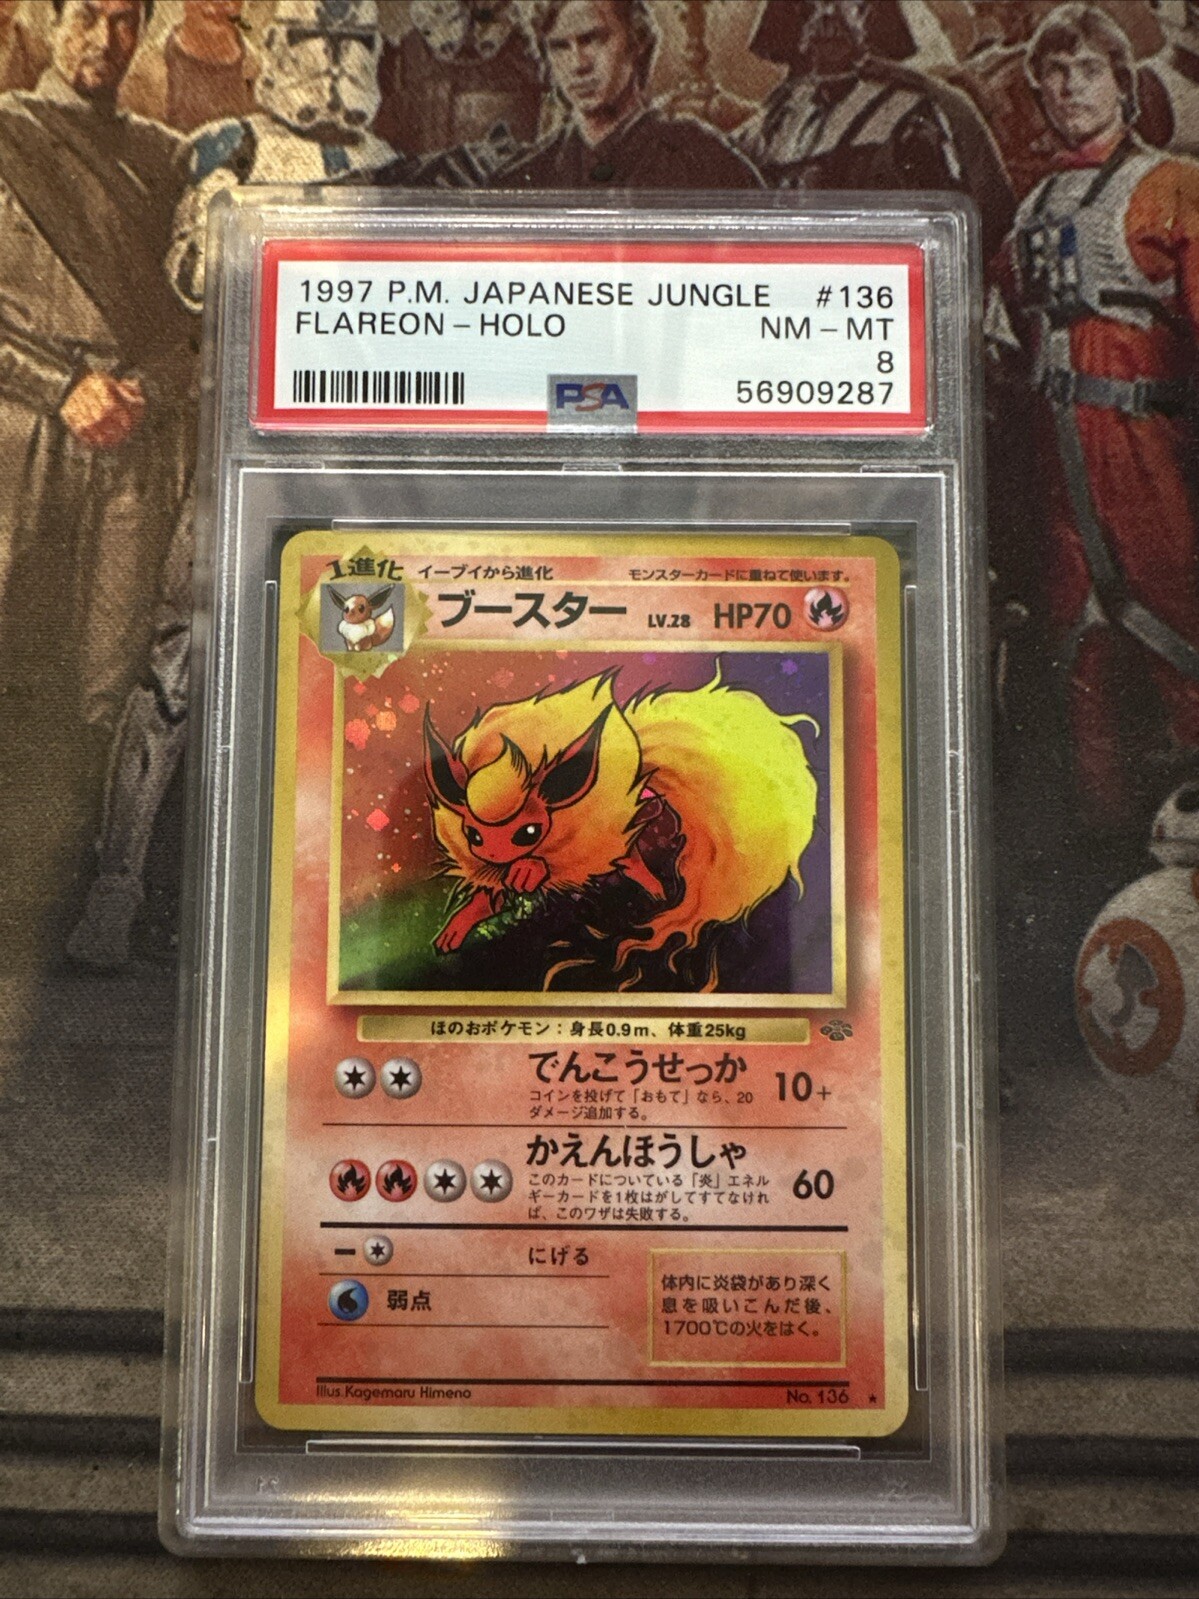 1997 P.M. JAPANESE JUNGLE #136
FLAREON - HOLO NM - MT
8
PSA 56909287
1進化 イーブイから進化 モンスターカードに重ねて使います。
ブースター LV.28 HP70
ほのおポケモン：身長0.9m、体重25kg
でんこうせっか 10+
コインを投げて「おもて」なら、20
ダメージ追加する。
かえんほうしゃ 60
このカードについている「炎」エネル
ギーカードを1枚はがしてすてなけれ
ば、このワザは失敗する。
にげる
弱点
体内に炎袋があり深く
息を吸いこんだ後、
1700℃の火をはく。
Illus.Kagemaru Himeno No. 136 ★